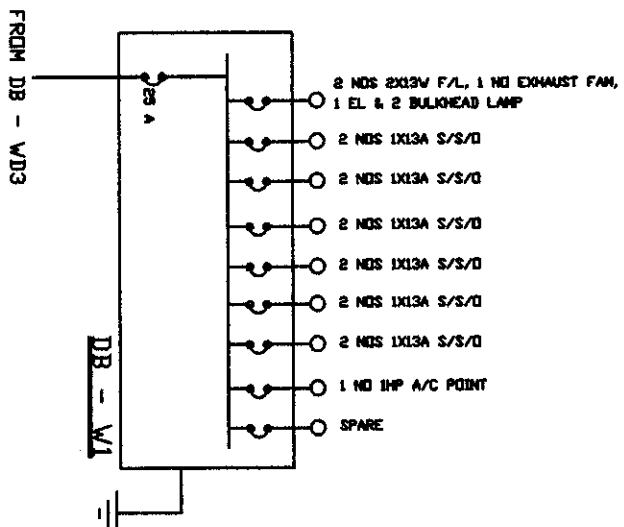 FROM DB - WD3
25 A
DB - W1
2 NOS 2X13W F/L, 1 NO EXHAUST FAN,
1 EL & 2 BULKHEAD LAMP
2 NOS 1X13A S/S/O
2 NOS 1X13A S/S/O
2 NOS 1X13A S/S/O
2 NOS 1X13A S/S/O
2 NOS 1X13A S/S/O
2 NOS 1X13A S/S/O
1 NO 1HP A/C POINT
SPARE